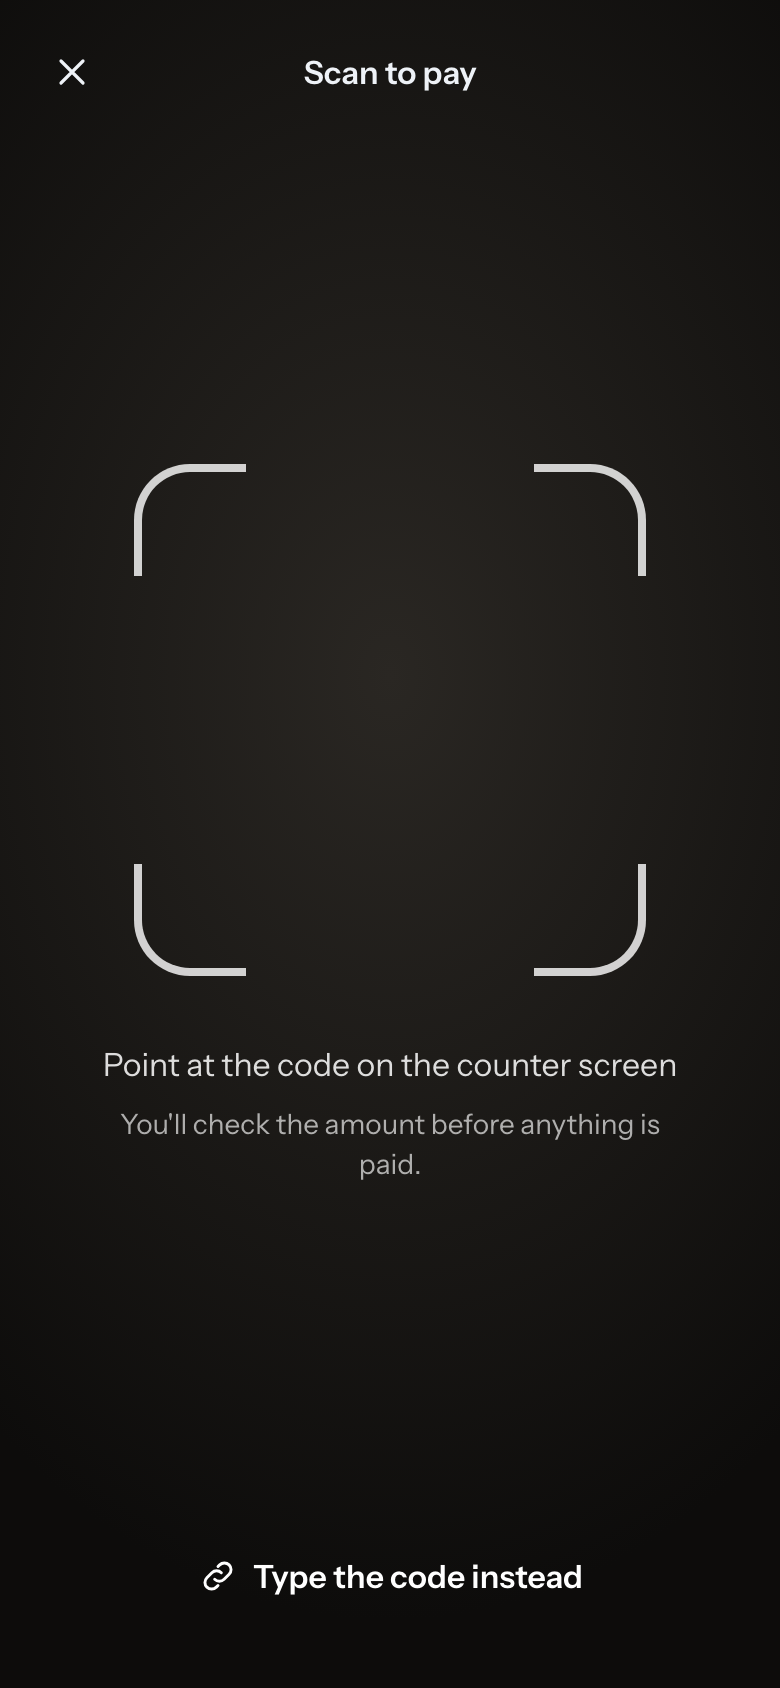 Scan to pay
Point at the code on the counter screen
You'll check the amount before anything is
paid.
Type the code instead